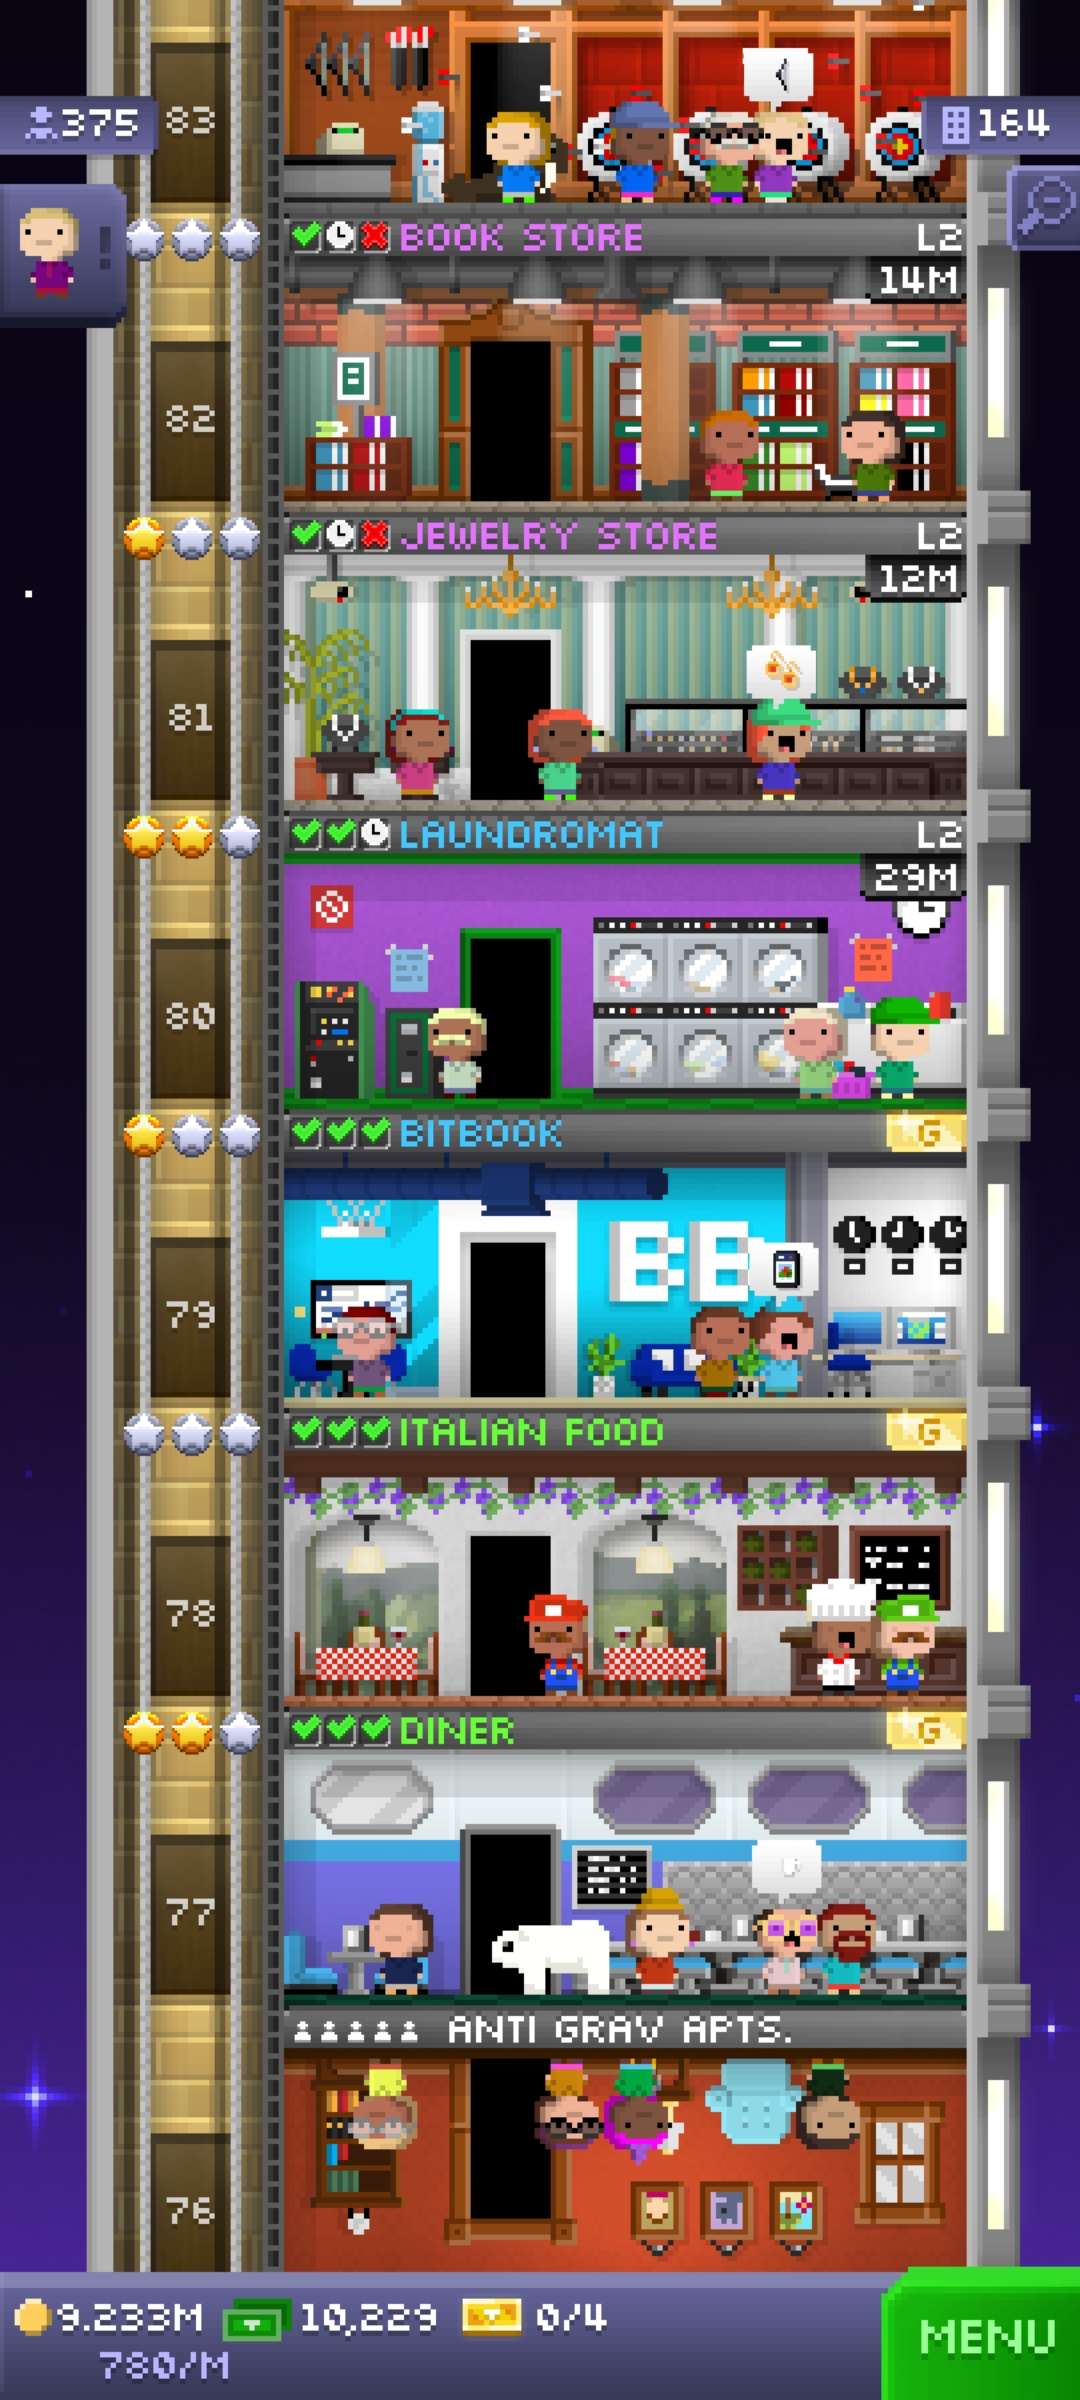 83
375
164
BOOK STORE L2
14M
82
JEWELRY STORE L2
12M
81
LAUNDROMAT L2
29M
80
BITBOOK G
BB
79
ITALIAN FOOD G
78
DINER G
77
ANTI GRAV APTS.
76
9.233M 10,229 0/4
780/M
MENU